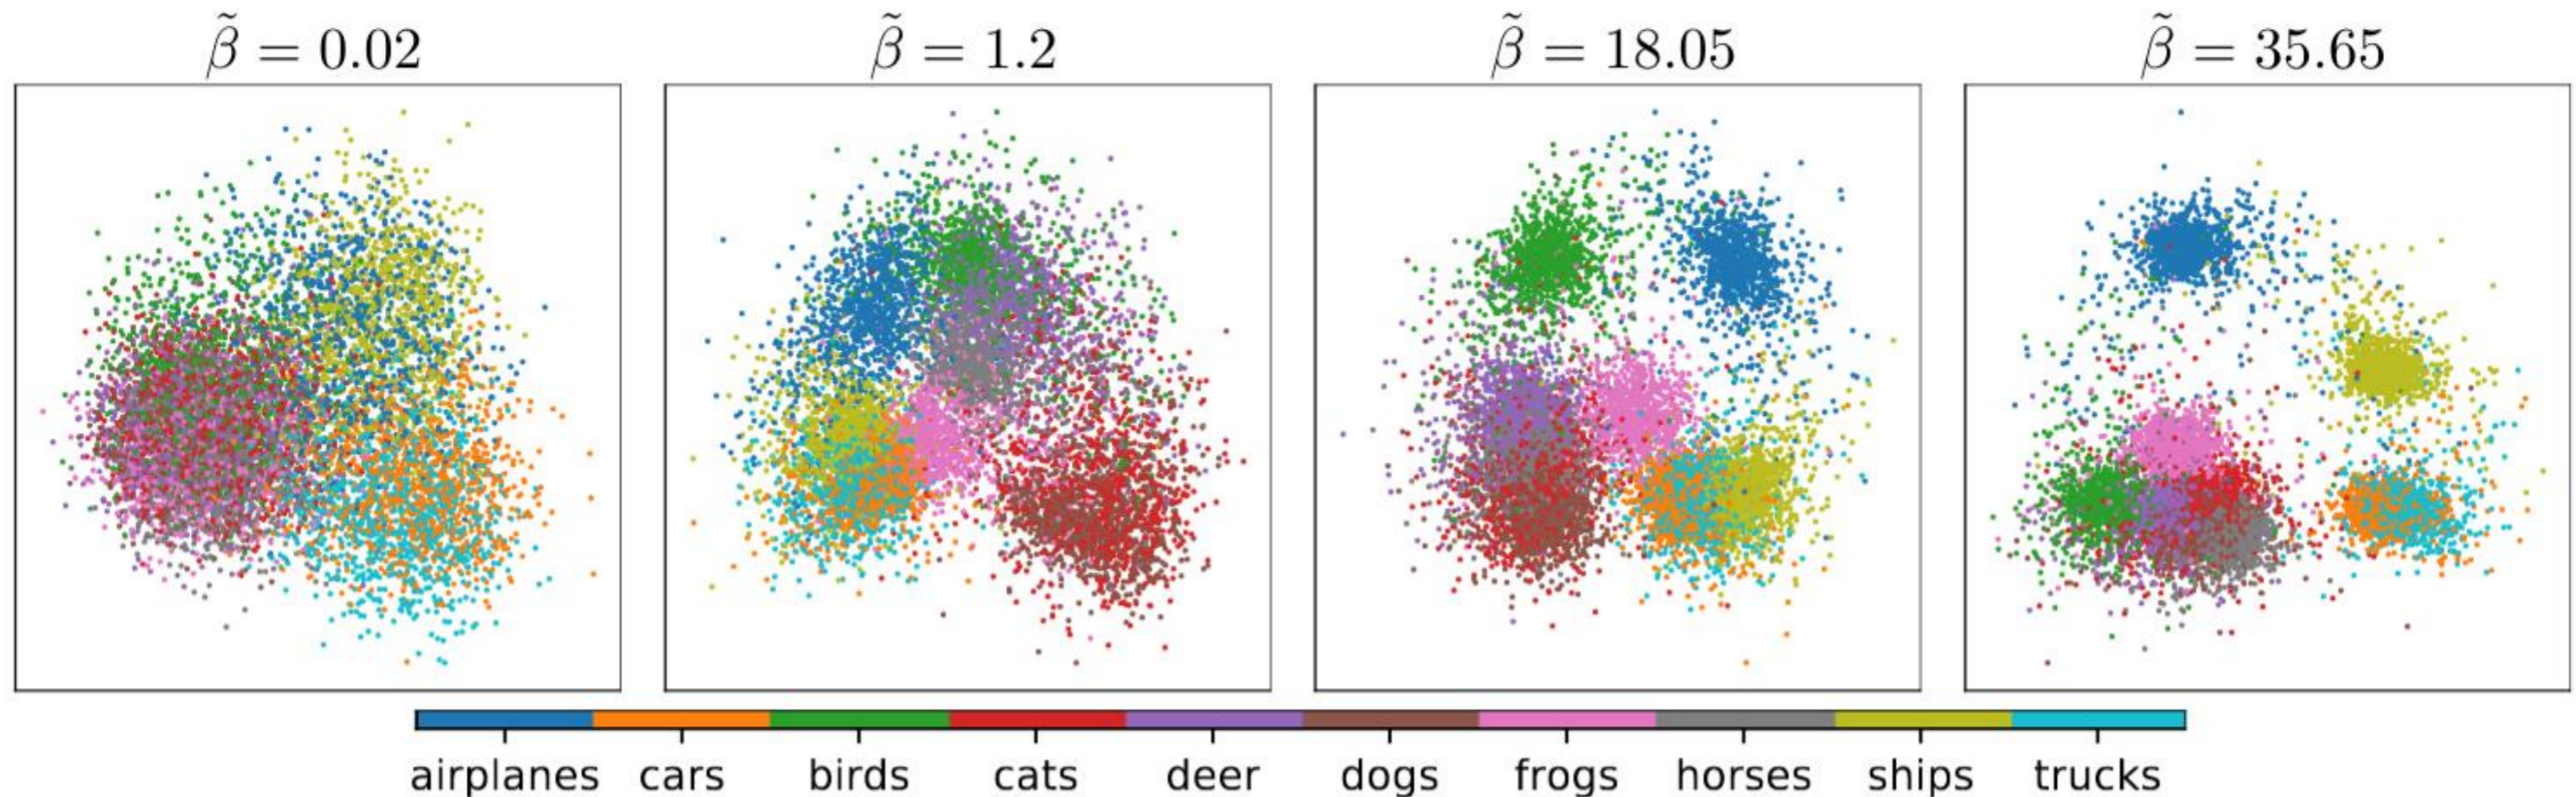 β̃ = 0.02 β̃ = 1.2 β̃ = 18.05 β̃ = 35.65
airplanes cars birds cats deer dogs frogs horses ships trucks